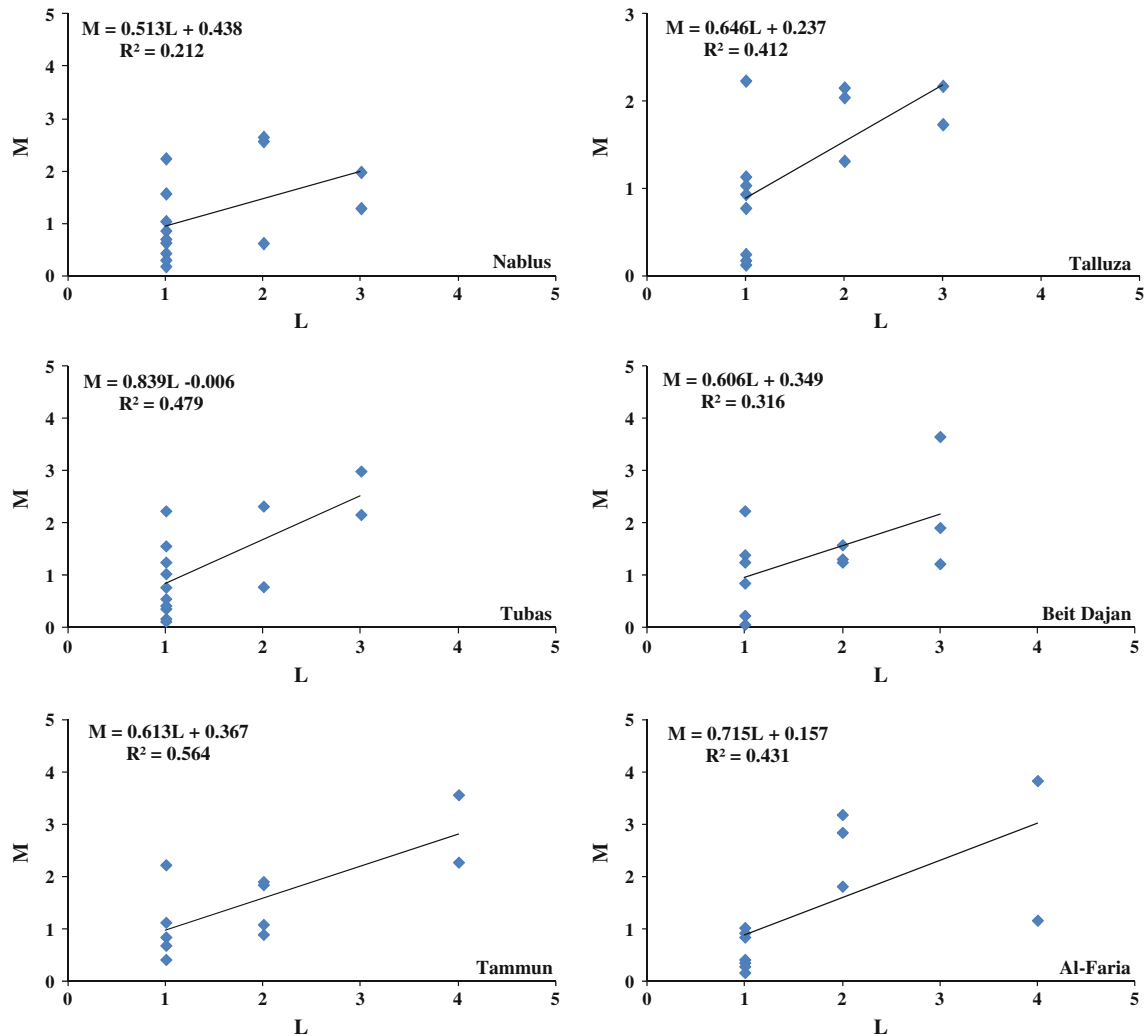 M = 0.513L + 0.438
R² = 0.212
5
4
3
2
1
0
M
Nablus
0 1 2 3 4 5
L
M = 0.646L + 0.237
R² = 0.412
3
2
1
0
M
Talluza
0 1 2 3 4 5
L
M = 0.839L -0.006
R² = 0.479
5
4
3
2
1
0
M
Tubas
0 1 2 3 4 5
L
M = 0.606L + 0.349
R² = 0.316
5
4
3
2
1
0
M
Beit Dajan
0 1 2 3 4 5
L
M = 0.613L + 0.367
R² = 0.564
5
4
3
2
1
0
M
Tammun
0 1 2 3 4 5
L
M = 0.715L + 0.157
R² = 0.431
5
4
3
2
1
0
M
Al-Faria
0 1 2 3 4 5
L